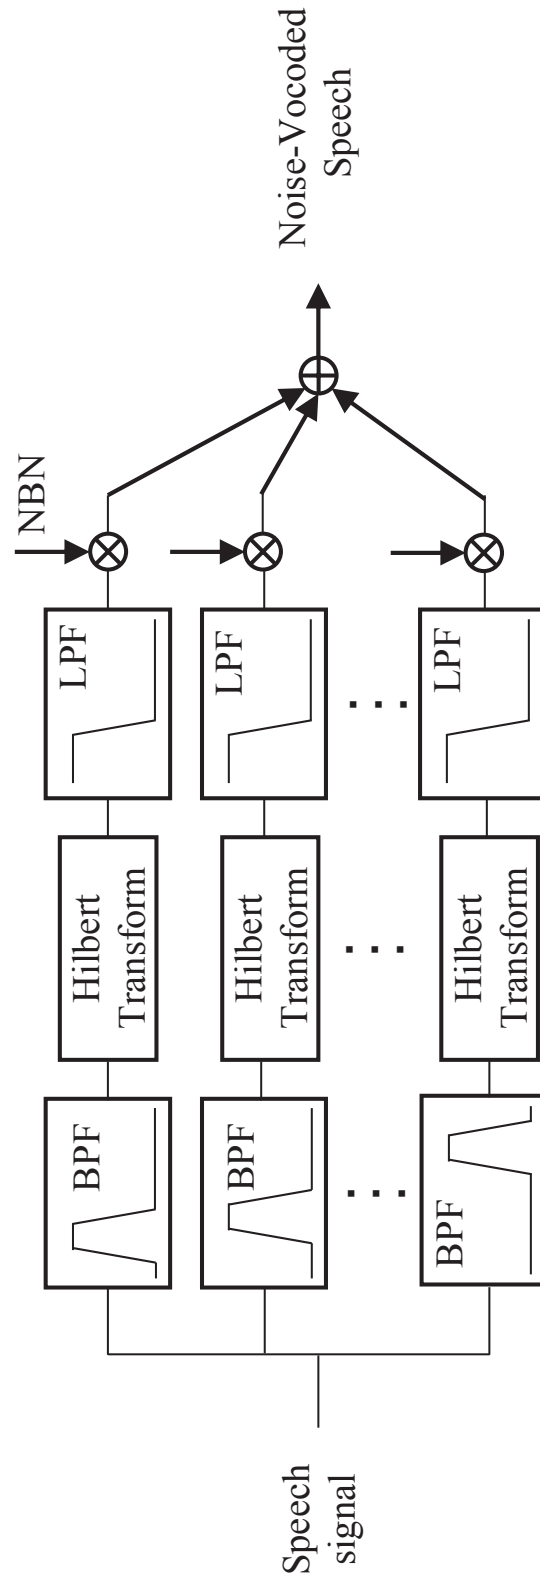 Speech
signal
BPF
Hilbert
Transform
LPF
NBN
BPF
Hilbert
Transform
LPF
BPF
Hilbert
Transform
LPF
Noise-Vocoded
Speech